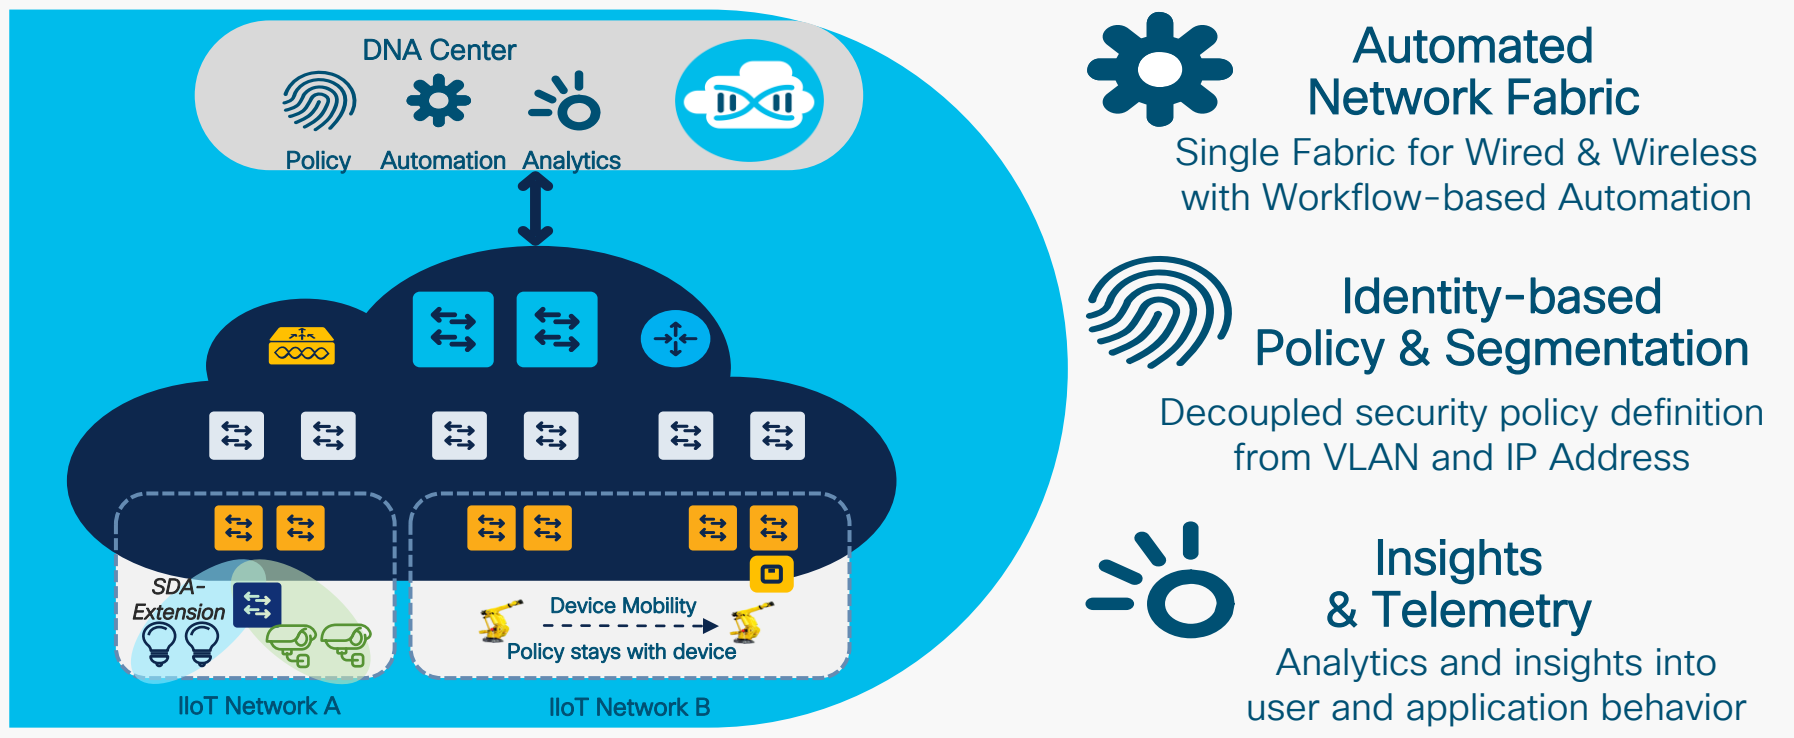 DNA Center
Policy
Automation
Analytics
SDA-
Extension
Device Mobility
Policy stays with device
IIoT Network A
IIoT Network B
Automated
Network Fabric
Single Fabric for Wired & Wireless
with Workflow-based Automation
Identity-based
Policy & Segmentation
Decoupled security policy definition
from VLAN and IP Address
Insights
& Telemetry
Analytics and insights into
user and application behavior